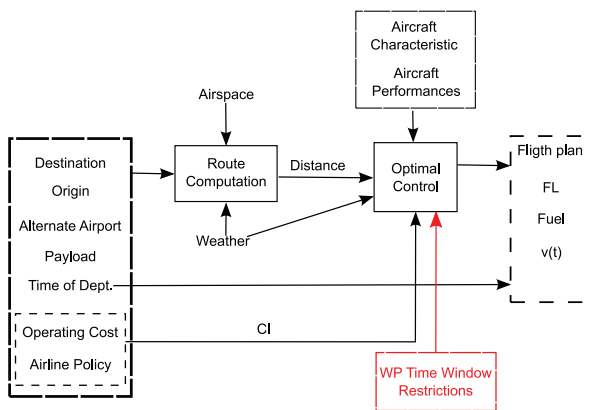 Aircraft
Characteristic
Aircraft
Performances
Airspace
Destination
Origin
Alternate Airport
Payload
Time of Dept.
Operating Cost
Airline Policy
Route
Computation
Distance
Weather
Optimal
Control
CI
WP Time Window
Restrictions
Fligth plan
FL
Fuel
v(t)